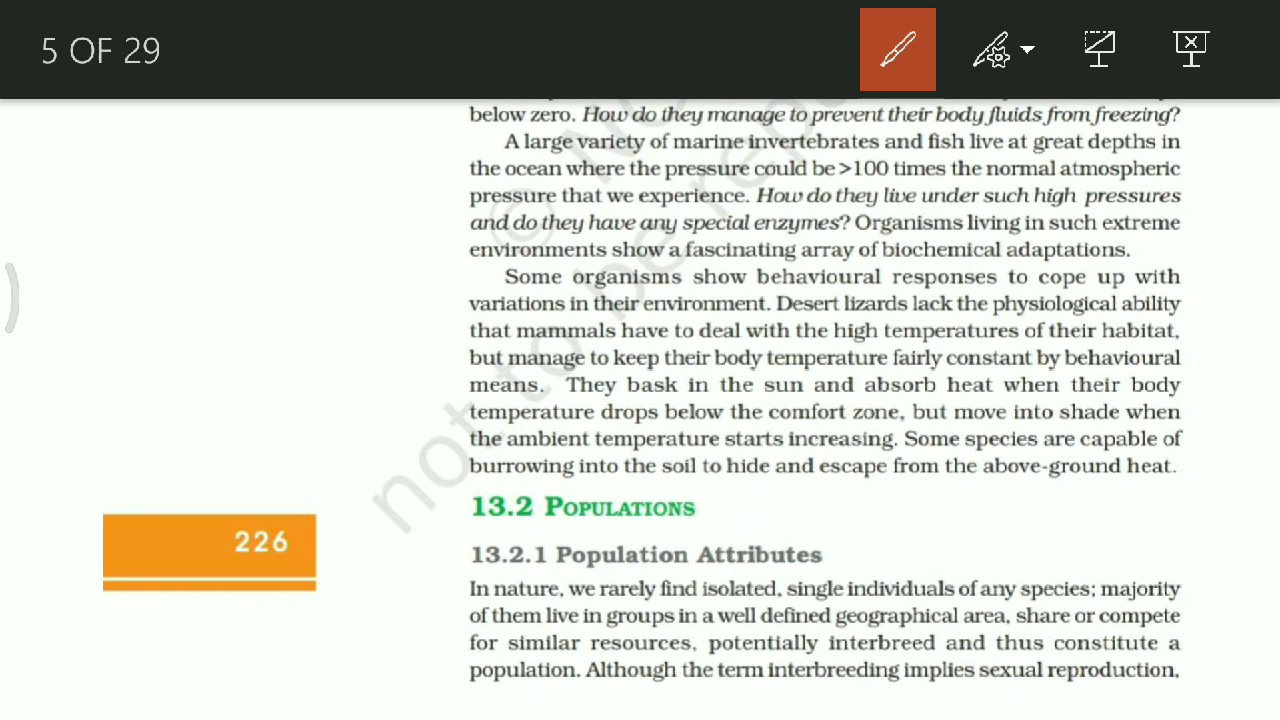 5 OF 29
below zero. How do they manage to prevent their body fluids from freezing?
A large variety of marine invertebrates and fish live at great depths in
the ocean where the pressure could be >100 times the normal atmospheric
pressure that we experience. How do they live under such high pressures
and do they have any special enzymes? Organisms living in such extreme
environments show a fascinating array of biochemical adaptations.
Some organisms show behavioural responses to cope up with
variations in their environment. Desert lizards lack the physiological ability
that mammals have to deal with the high temperatures of their habitat,
but manage to keep their body temperature fairly constant by behavioural
means. They bask in the sun and absorb heat when their body
temperature drops below the comfort zone, but move into shade when
the ambient temperature starts increasing. Some species are capable of
burrowing into the soil to hide and escape from the above-ground heat.
13.2 POPULATIONS
226
13.2.1 Population Attributes
In nature, we rarely find isolated, single individuals of any species; majority
of them live in groups in a well defined geographical area, share or compete
for similar resources, potentially interbreed and thus constitute a
population. Although the term interbreeding implies sexual reproduction,
not to be